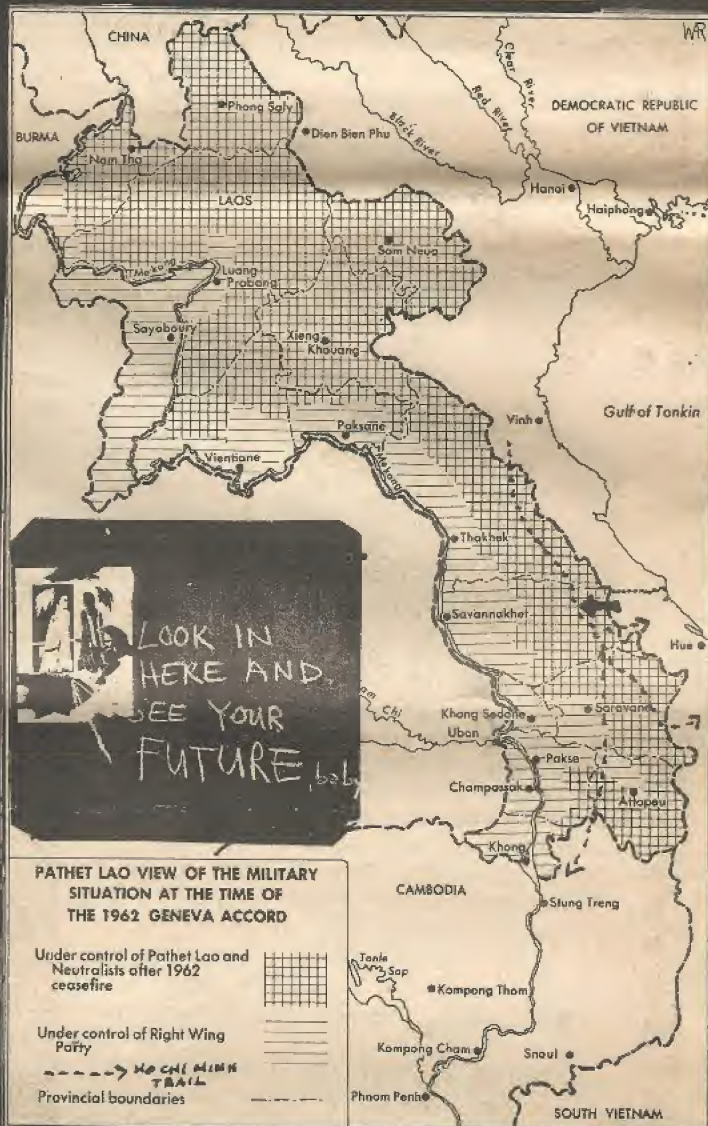 WR
CHINA
Clear River
Red River
Black River
Phong Saly
Dien Bien Phu
DEMOCRATIC REPUBLIC
OF VIETNAM
BURMA
Nam Tha
Hanoi
LAOS
Haiphong
Sam Neua
Mekong
Luang
Prabang
Sayaboury
Xieng
Khouang
Gulf of Tonkin
Vinh
Paksane
Vientiane
Mekong
Thakhek
LOOK IN
HERE AND
SEE YOUR
FUTURE, baby
Savannakhet
Hue
Chi
Khong Sedone
Saravane
Ubon
Pakse
Champassak
Attopeu
Khong
PATHET LAO VIEW OF THE MILITARY
SITUATION AT THE TIME OF
THE 1962 GENEVA ACCORD
Under control of Pathet Lao and
Neutralists after 1962
ceasefire
Under control of Right Wing
Party
HO CHI MINH
TRAIL
Provincial boundaries
CAMBODIA
Stung Treng
Tonle
Sap
Kompong Thom
Kompong Cham
Snoul
Phnom Penh
SOUTH VIETNAM